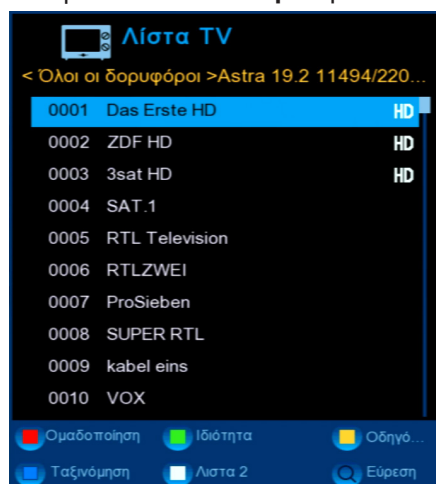 Λίστα TV
< Όλοι οι δορυφόροι >Astra 19.2 11494/220...
0001 Das Erste HD HD
0002 ZDF HD HD
0003 3sat HD HD
0004 SAT.1
0005 RTL Television
0006 RTLZWEI
0007 ProSieben
0008 SUPER RTL
0009 kabel eins
0010 VOX
Ομαδοποίηση Ιδιότητα Οδηγό...
Ταξινόμηση Λιστα 2 Εύρεση